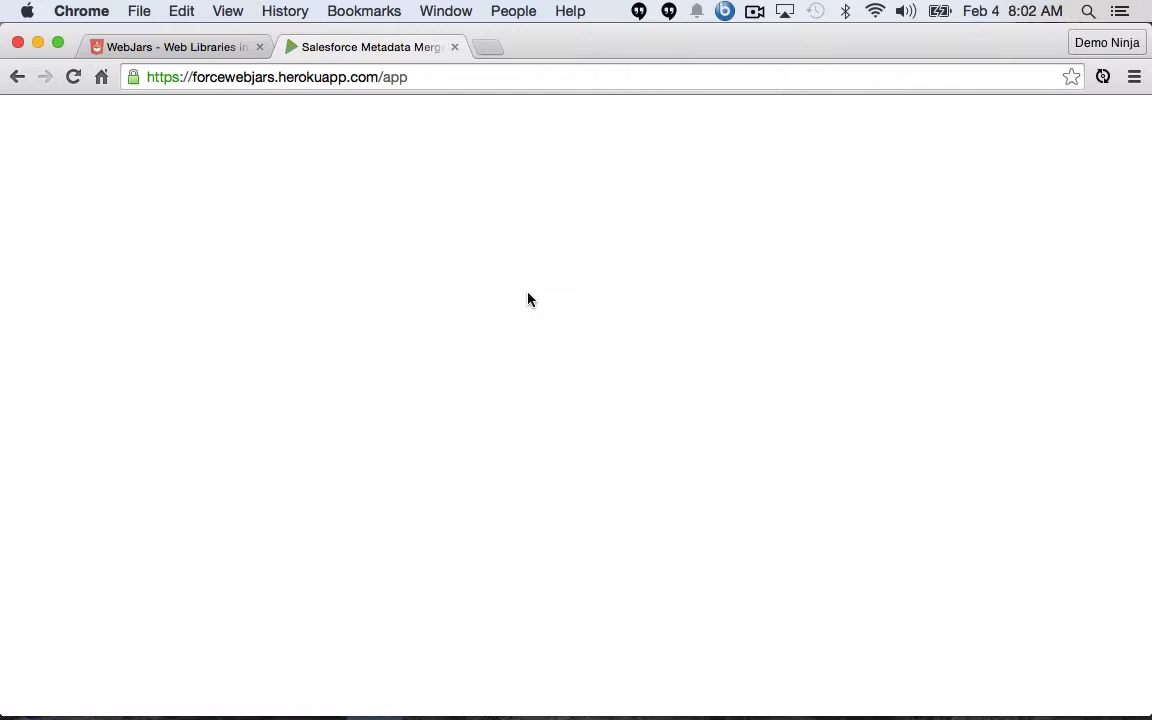 Chrome File Edit View History Bookmarks Window People Help Feb 4 8:02 AM
WebJars - Web Libraries in Salesforce Metadata Merg Demo Ninja
https://forcewebjars.herokuapp.com/app